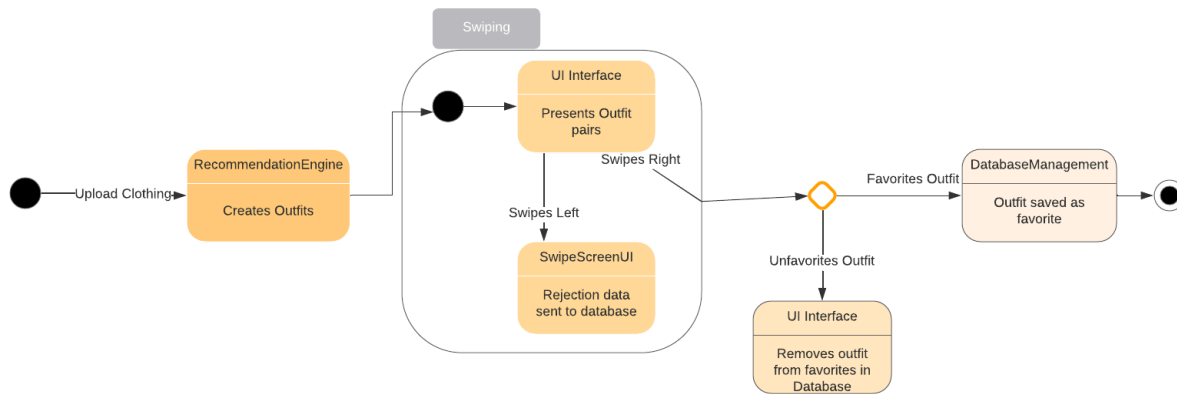 Swiping
UI Interface
Presents Outfit
pairs
Swipes Right
RecommendationEngine
Creates Outfits
Upload Clothing
Swipes Left
SwipeScreenUI
Rejection data
sent to database
Favorites Outfit
DatabaseManagement
Outfit saved as
favorite
Unfavorites Outfit
UI Interface
Removes outfit
from favorites in
Database